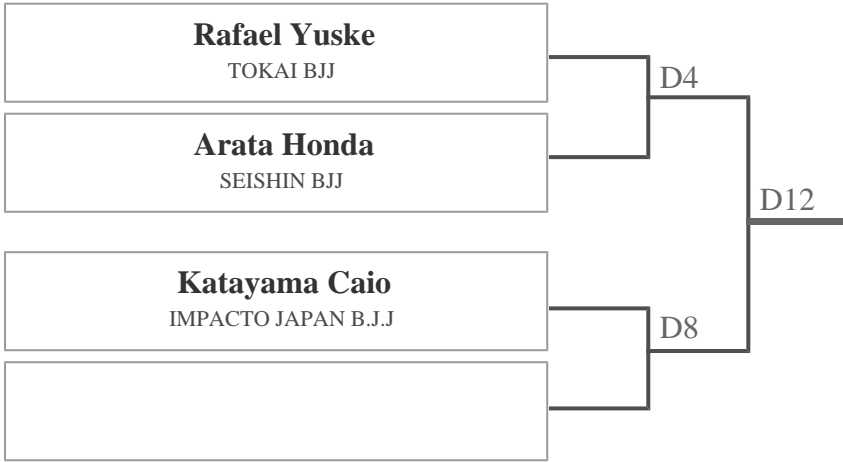 Rafael Yuske
TOKAI BJJ
D4
Arata Honda
SEISHIN BJJ
D12
Katayama Caio
IMPACTO JAPAN B.J.J
D8